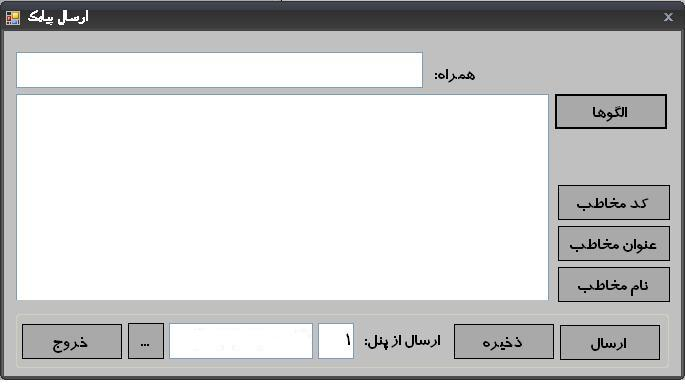 ارسال پیامک
همراه:
الگوها
کد مخاطب
عنوان مخاطب
نام مخاطب
ارسال
ذخیره
ارسال از پنل:
۱
...
خروج